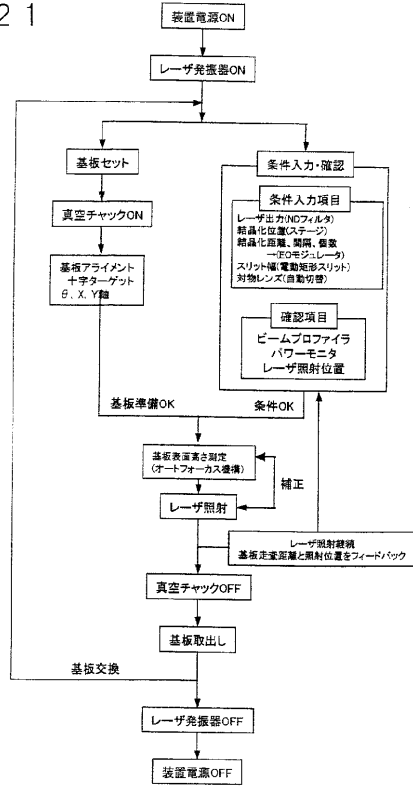 21
装置電源ON
レーザ発振器ON
基板セット
真空チャックON
基板アライメント
十字ターゲット
θ、X、Y軸
条件入力・確認
条件入力項目
レーザ出力(NDフィルタ)
結晶化位置(ステージ)
結晶化距離、間隔、個数
→(EOモジュレータ)
スリット幅(電動矩形スリット)
対物レンズ(自動切替)
確認項目
ビームプロファイラ
パワーモニタ
レーザ照射位置
基板準備OK
条件OK
基板表面高さ測定
(オートフォーカス機構)
補正
レーザ照射
レーザ照射継続
基板走査距離と照射位置をフィードバック
真空チャックOFF
基板取出し
基板交換
レーザ発振器OFF
装置電源OFF